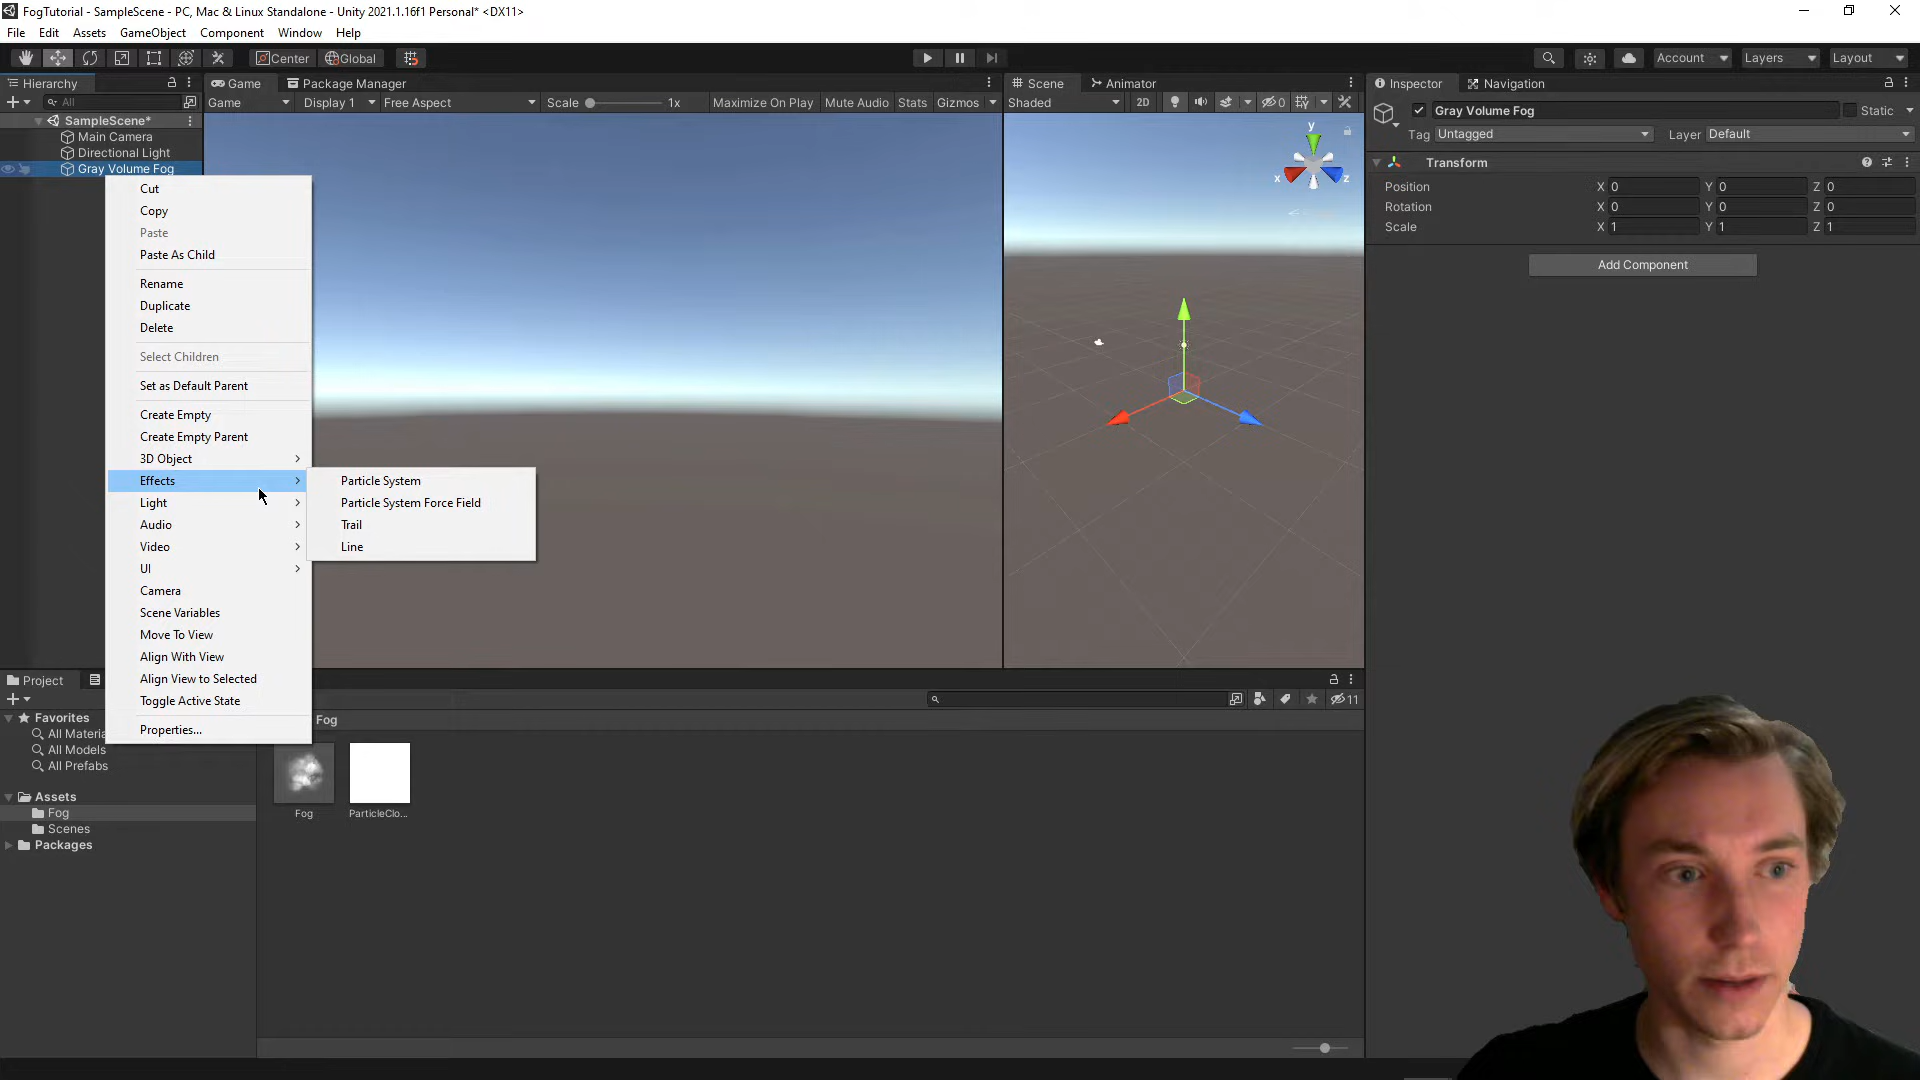 FogTutorial - SampleScene - PC, Mac & Linux Standalone - Unity 2021.1.16f1 Personal* <DX11>
File Edit Assets GameObject Component Window Help
Center Global Account Layers Layout
Hierarchy
All
SampleScene*
Main Camera
Directional Light
Gray Volume Fog
Game Package Manager
Game Display 1 Free Aspect Scale 1x Maximize On Play Mute Audio Stats Gizmos
Scene Animator
Shaded 2D 0
y
x z
Inspector Navigation
Gray Volume Fog Static
Tag Untagged Layer Default
Transform
Position X 0 Y 0 Z 0
Rotation X 0 Y 0 Z 0
Scale X 1 Y 1 Z 1
Add Component
Cut
Copy
Paste
Paste As Child
Rename
Duplicate
Delete
Select Children
Set as Default Parent
Create Empty
Create Empty Parent
3D Object
Effects
Light
Audio
Video
UI
Camera
Scene Variables
Move To View
Align With View
Align View to Selected
Toggle Active State
Properties...
Particle System
Particle System Force Field
Trail
Line
Project
11
Favorites
All Materia
All Models
All Prefabs
Assets
Fog
Scenes
Packages
Fog
Fog ParticleClo...